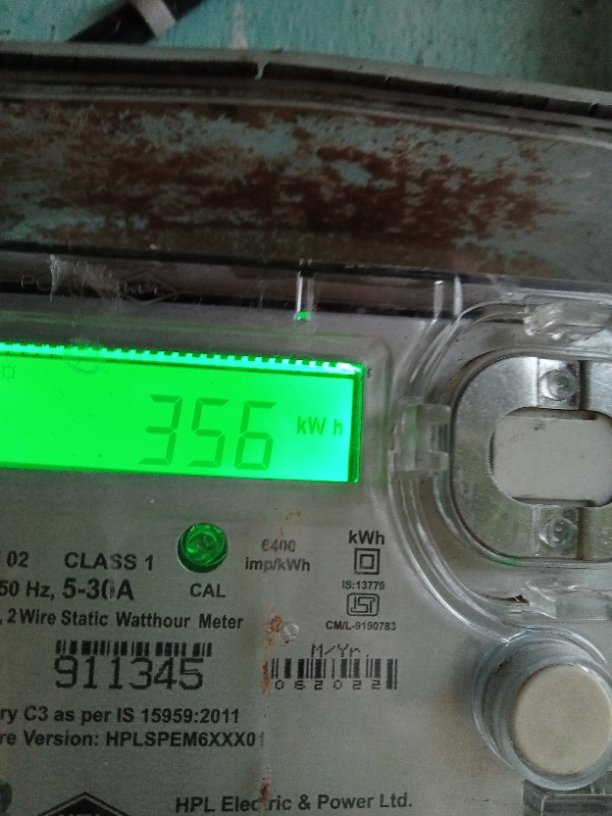 356 kWh
02 CLASS 1
50 Hz, 5-30A
CAL
6400
imp/kWh
kWh
IS:13779
ISI
CM/L-9190783
, 2 Wire Static Watthour Meter
911345
M/Yr.
062022
ry C3 as per IS 15959:2011
re Version: HPLSPEM6XXX01
HPL Electric & Power Ltd.